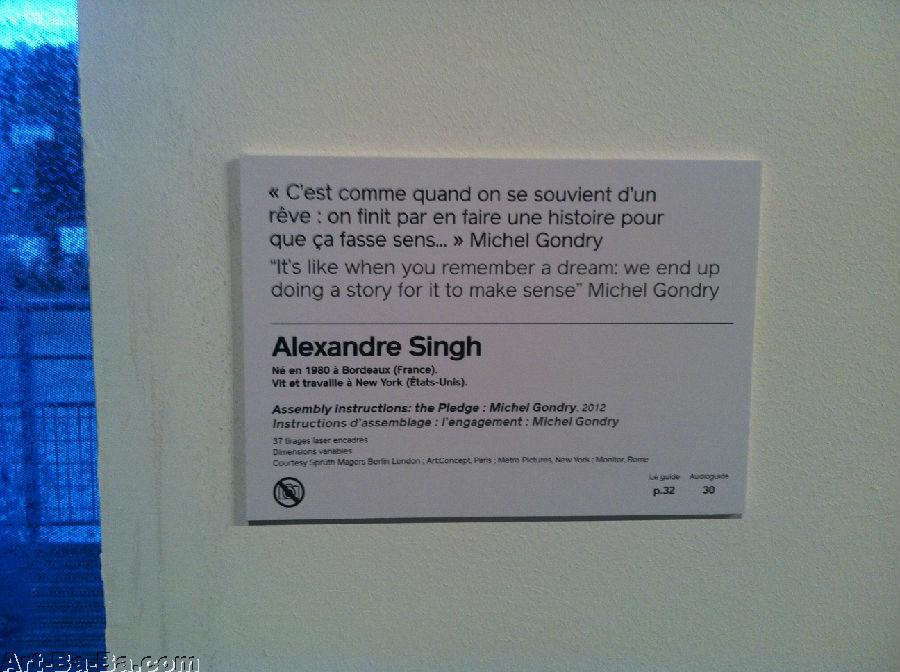 « C'est comme quand on se souvient d'un
rêve : on finit par en faire une histoire pour
que ça fasse sens... » Michel Gondry
"It's like when you remember a dream: we end up
doing a story for it to make sense" Michel Gondry
Alexandre Singh
Né en 1980 à Bordeaux (France).
Vit et travaille à New York (États-Unis).
Assembly instructions: the Pledge : Michel Gondry. 2012
Instructions d'assemblage : l'engagement : Michel Gondry
37 tirages laser encadrés
Dimensions variables
Courtesy Sprüth Magers Berlin London ; Art:Concept, Paris ; Metro Pictures, New York ; Monitor, Rome
Le guide Audioguide
p.32 30
Art-Ba-Ba.com